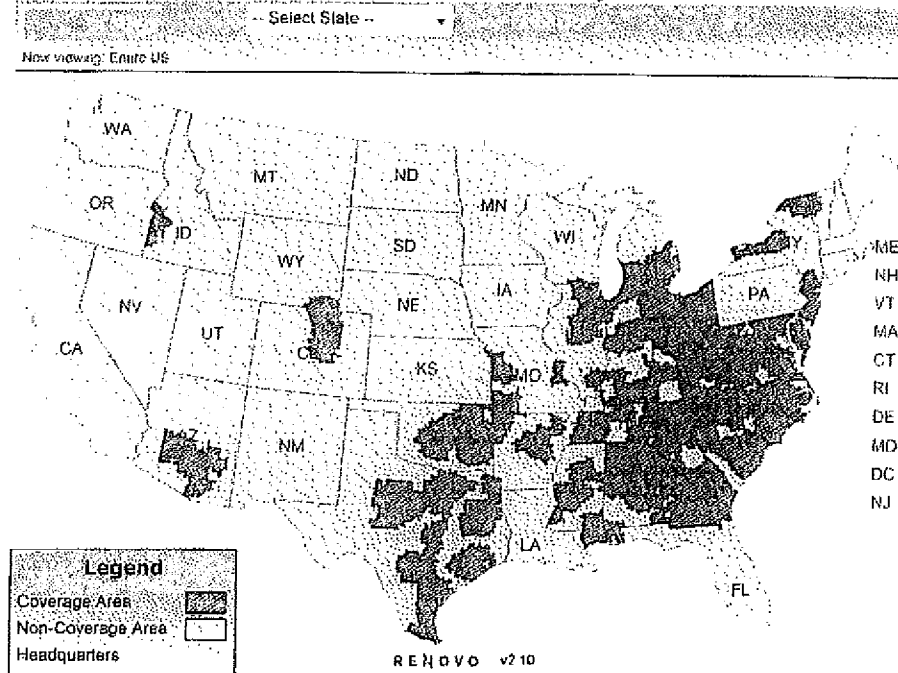 -- Select State --
Now viewing: Entire US
WA
MT
ND
MN
OR
ID
SD
WI
WY
ME
NH
IA
PA
NV
NE
VT
UT
MA
CA
KS
MO
CT
RI
DE
NM
MD
DC
NJ
LA
FL
Legend
Coverage Area
Non-Coverage Area
Headquarters
RENOVO v2.10